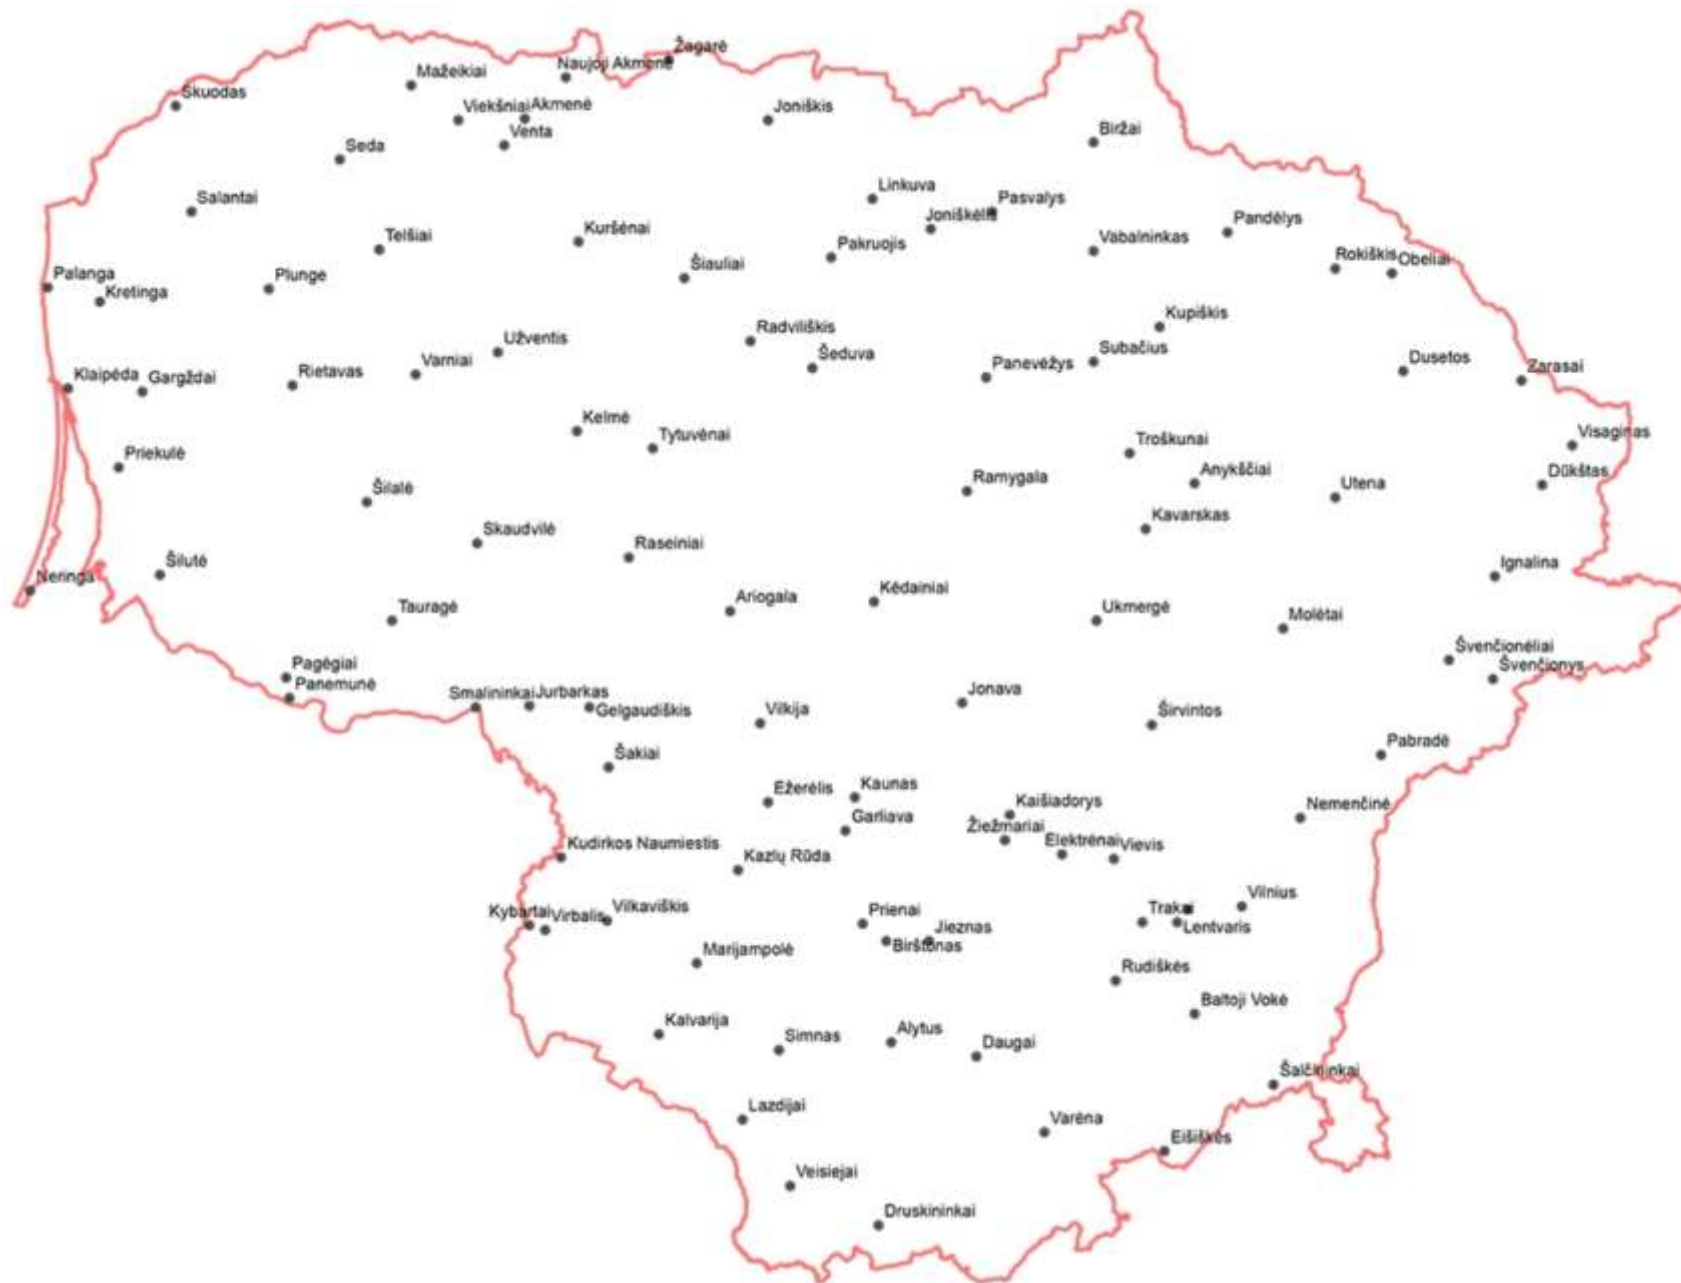 Žagarė
Naujoji Akmenė
Mažeikiai
Skuodas
Viekšniai
Akmenė
Joniškis
Venta
Biržai
Seda
Linkuva
Salantai
Pasvalys
Joniškėlis
Pandėlys
Kuršėnai
Telšiai
Pakruojis
Vabalninkas
Šiauliai
Rokiškis
Obeliai
Palanga
Plunge
Kretinga
Kupiškis
Radviliškis
Užventis
Šeduva
Subačius
Varniai
Panevėžys
Dusetos
Zarasai
Klaipėda
Gargždai
Rietavas
Kelmė
Tytuvėnai
Troškunai
Visaginas
Priekulė
Anykščiai
Dūkštas
Ramygala
Utena
Šilalė
Kavarskas
Skaudvilė
Raseiniai
Šilutė
Ignalina
Neringa
Kėdainiai
Ariogala
Ukmergė
Molėtai
Tauragė
Švenčionėliai
Švenčionys
Pagėgiai
Panemunė
Smalininkai
Jurbarkas
Gelgaudiškis
Jonava
Vilkija
Širvintos
Pabradė
Šakiai
Ežerėlis
Kaunas
Kaišiadorys
Nemenčinė
Garliava
Žiežmariai
Elektrėnai
Vievis
Kudirkos Naumiestis
Kazlų Rūda
Vilnius
Kybartai
Virbalis
Vilkaviškis
Prienai
Trakai
Lentvaris
Jieznas
Birštonas
Marijampolė
Rudiškės
Baltoji Vokė
Kalvarija
Simnas
Alytus
Daugai
Šalčininkai
Lazdijai
Varėna
Eišiškės
Veisiejai
Druskininkai